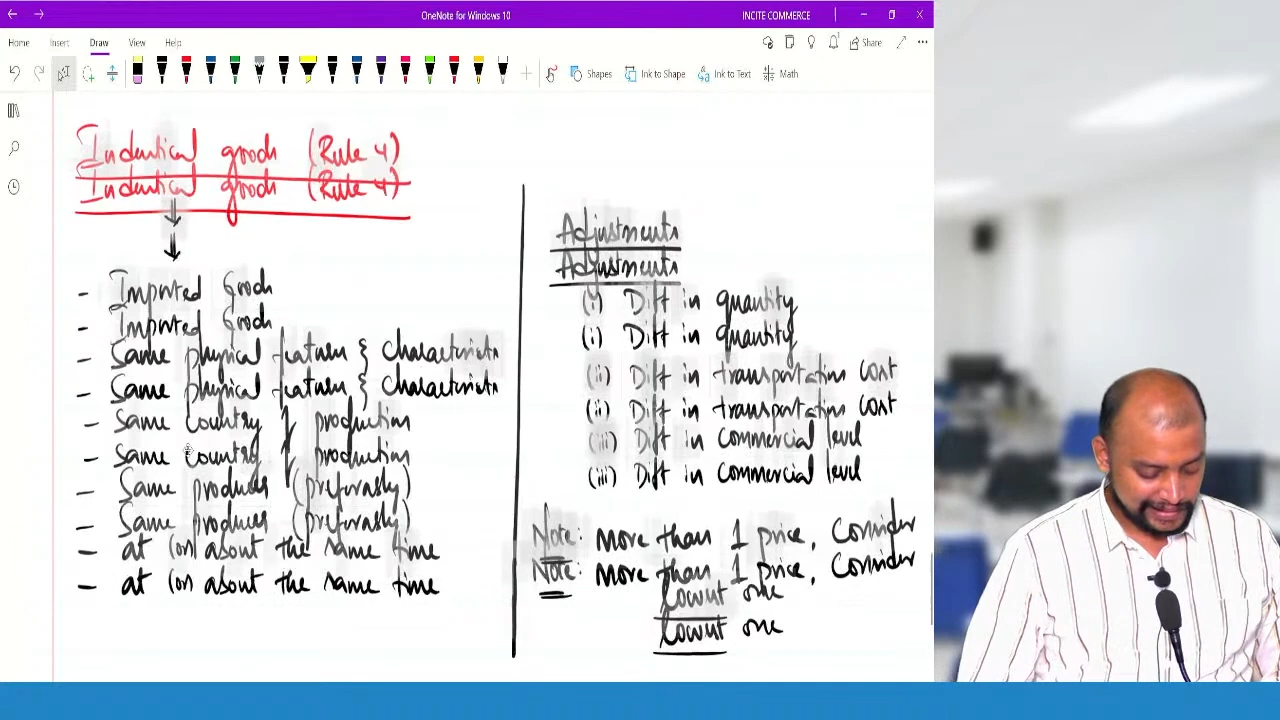 OneNote for Windows 10
INCITE COMMERCE
Home Insert Draw View Help
Share
Shapes Ink to Shape Ink to Text Math
Indentical goods (Rule 4)
Indentical goods (Rule 4)
- Imported Goods
- Imported Goods
- Same physical features & characteristics
- Same physical features & characteristics
- Same Country of production
- Same Country of production
- Same producer (preferably)
- Same producer (preferably)
- at (or) about the same time
- at (or) about the same time
Adjustments
Adjustments
(i) Diff in quantity
(i) Diff in quantity
(ii) Diff in transportation cost
(ii) Diff in transportation cost
(iii) Diff in commercial level
(iii) Diff in commercial level
Note: more than 1 price, Consider
Note: more than 1 price, Consider
lowest one
lowest one